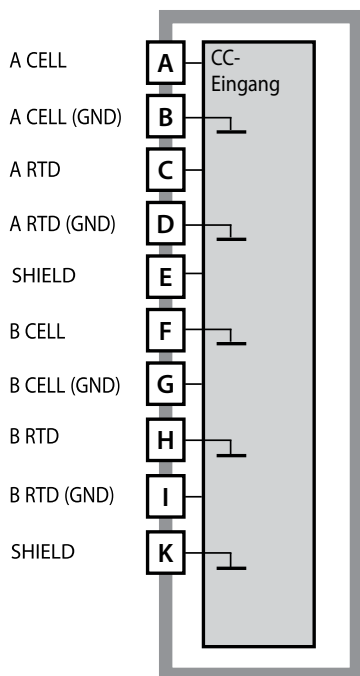 A CELL A CC-
Eingang
A CELL (GND) B
A RTD C
A RTD (GND) D
SHIELD E
B CELL F
B CELL (GND) G
B RTD H
B RTD (GND) I
SHIELD K